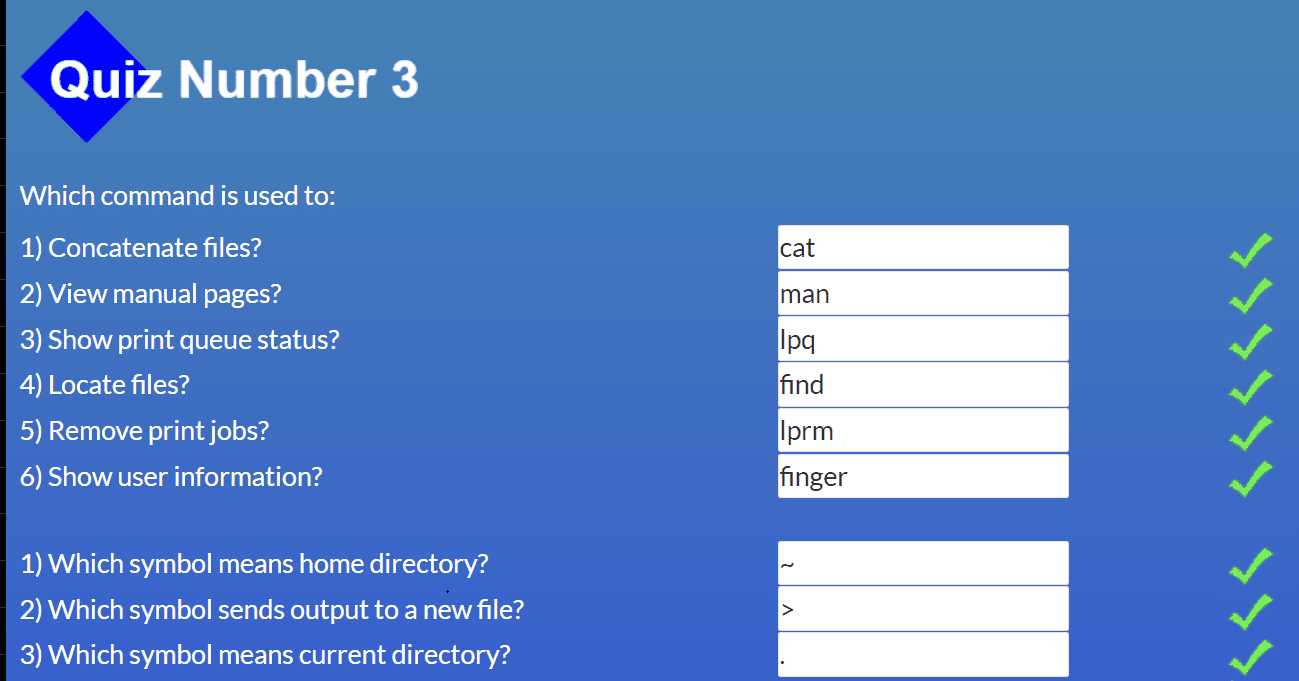 Quiz Number 3
Which command is used to:
1) Concatenate files? cat
2) View manual pages? man
3) Show print queue status? lpq
4) Locate files? find
5) Remove print jobs? lprm
6) Show user information? finger
1) Which symbol means home directory? ~
2) Which symbol sends output to a new file? >
3) Which symbol means current directory? .